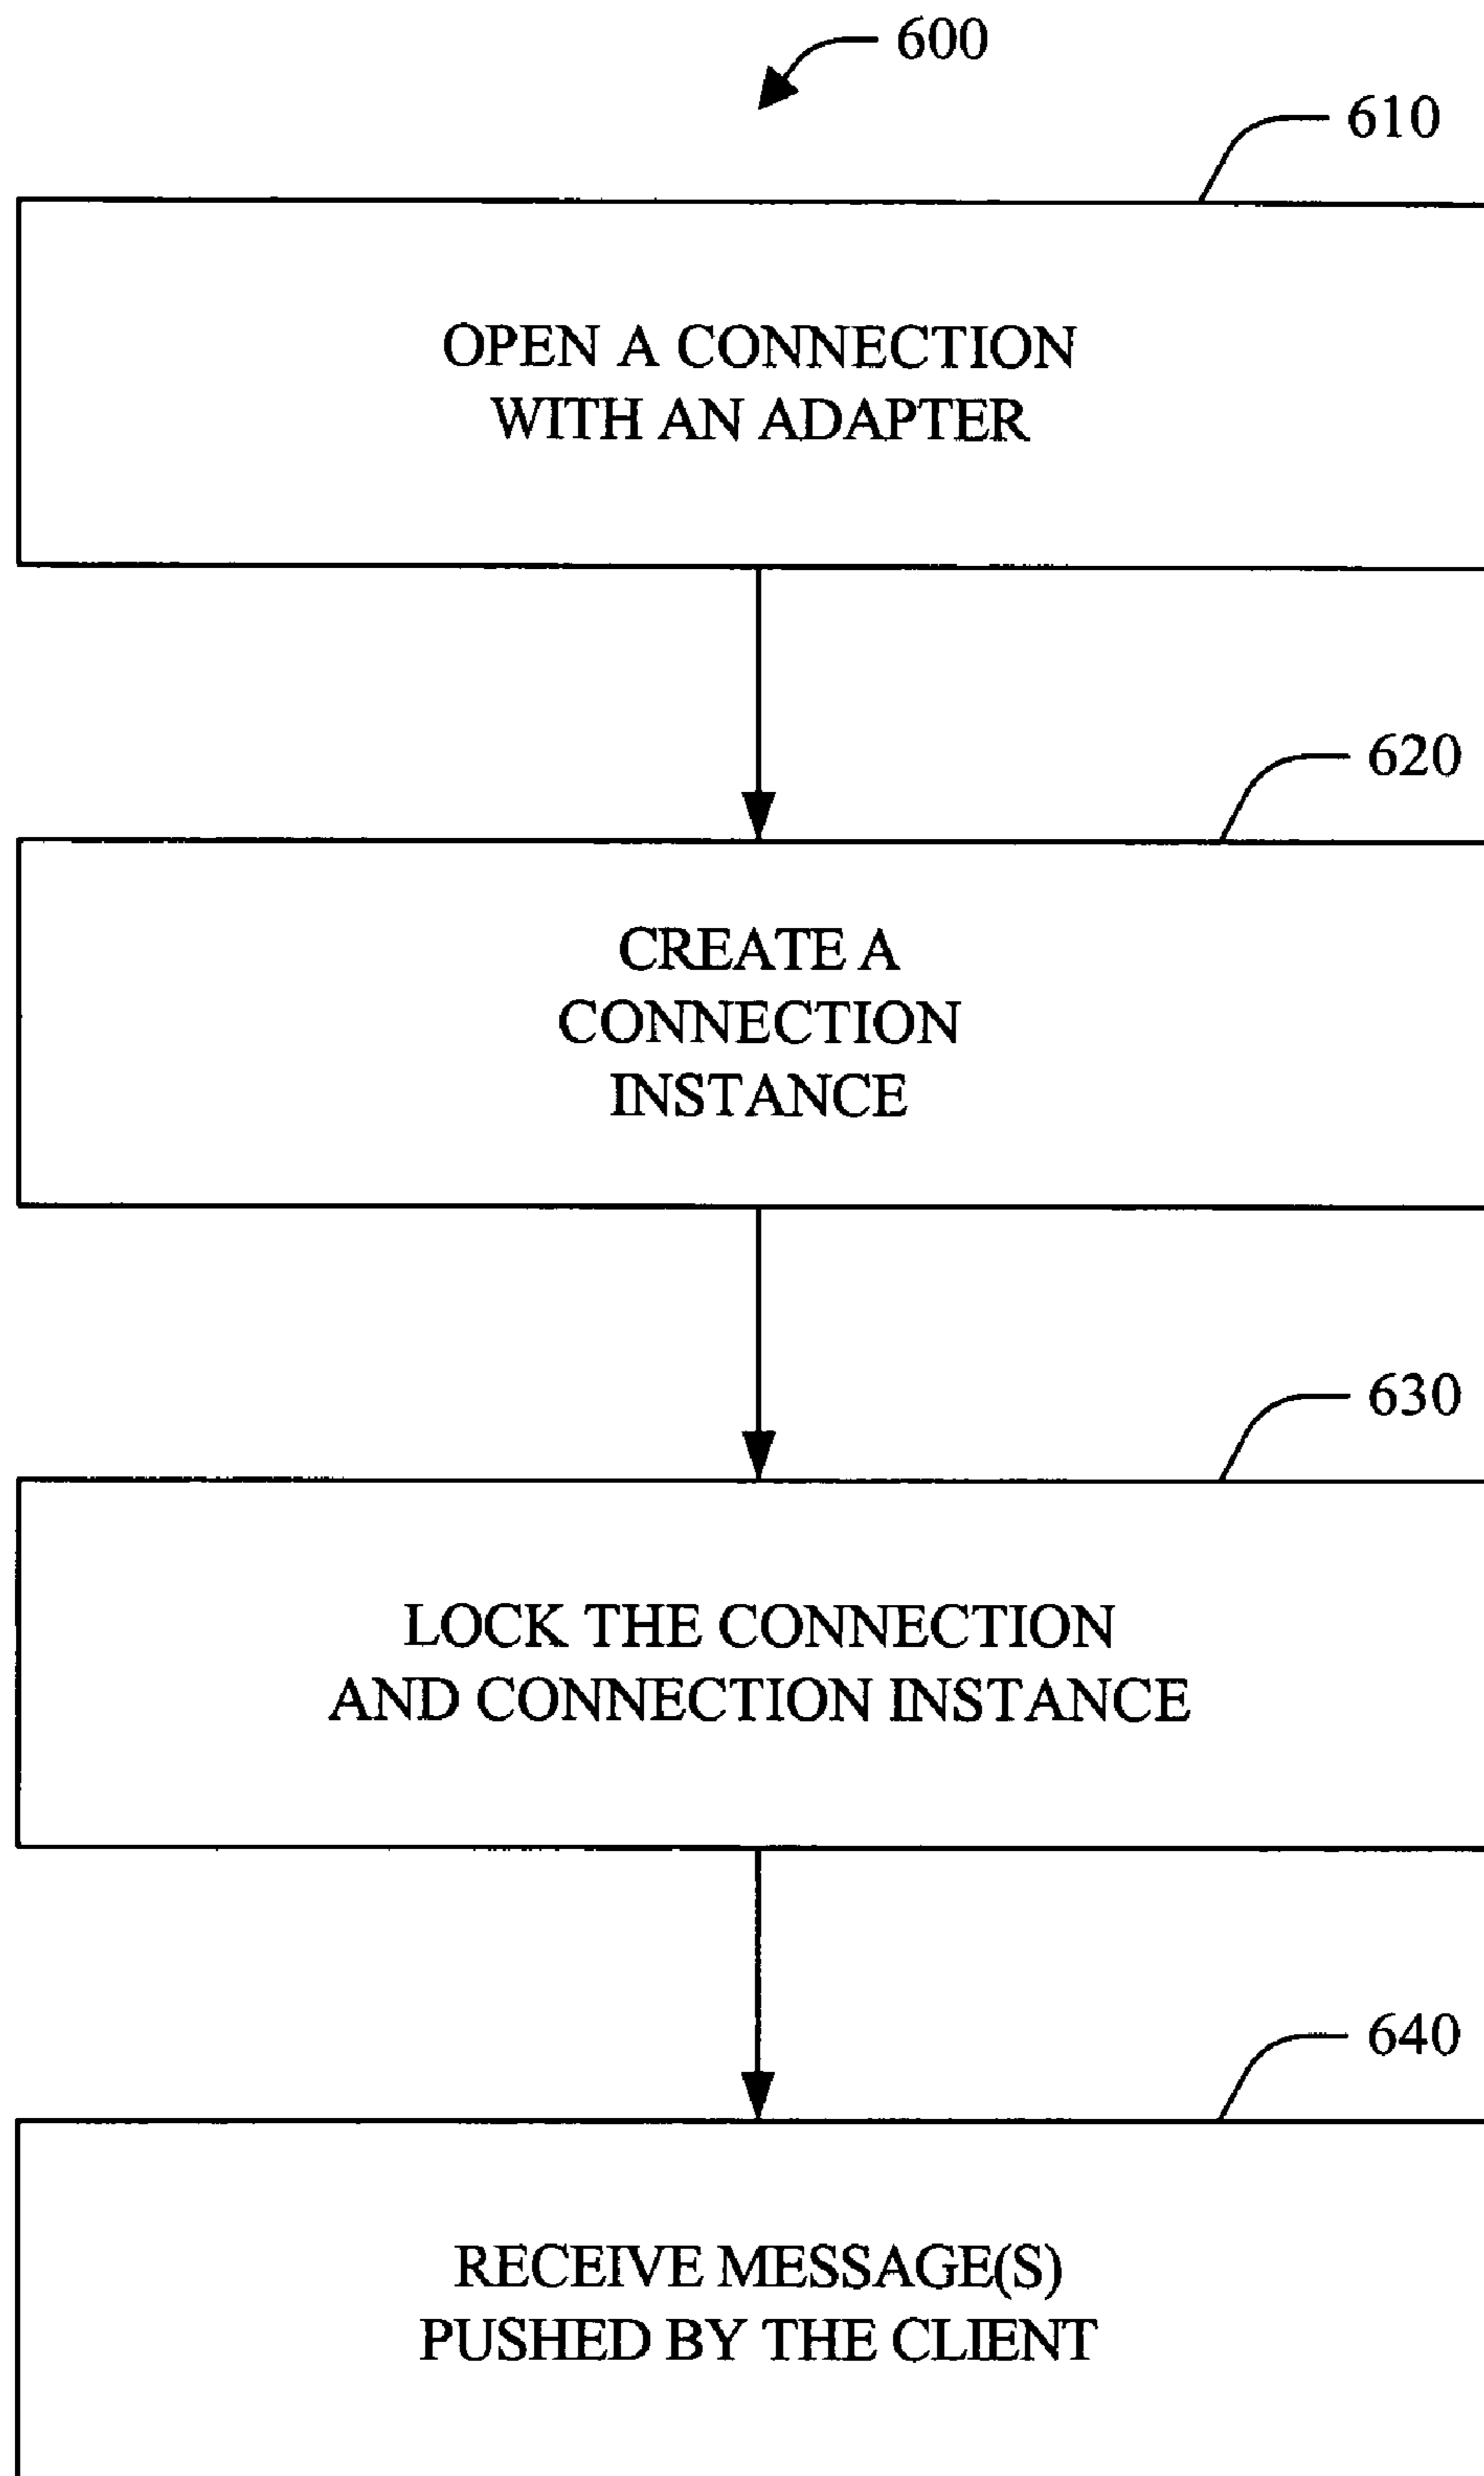 600
610
OPEN A CONNECTION
WITH AN ADAPTER
620
CREATE A
CONNECTION
INSTANCE
630
LOCK THE CONNECTION
AND CONNECTION INSTANCE
640
RECEIVE MESSAGE(S)
PUSHED BY THE CLIENT